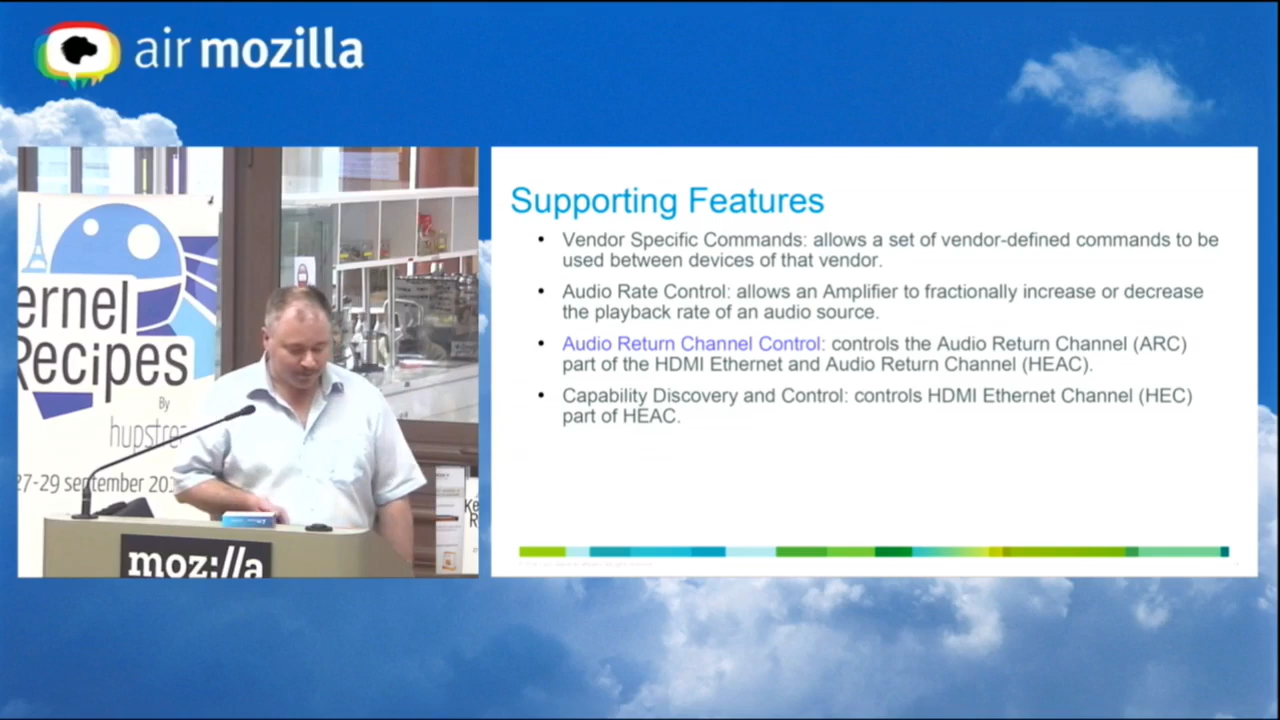 air mozilla
ernel
Recipes
By
hupstre
27-29 september 20
moz://a
Ke
R
Supporting Features
• Vendor Specific Commands: allows a set of vendor-defined commands to be
used between devices of that vendor.
• Audio Rate Control: allows an Amplifier to fractionally increase or decrease
the playback rate of an audio source.
• Audio Return Channel Control: controls the Audio Return Channel (ARC)
part of the HDMI Ethernet and Audio Return Channel (HEAC).
• Capability Discovery and Control: controls HDMI Ethernet Channel (HEC)
part of HEAC.